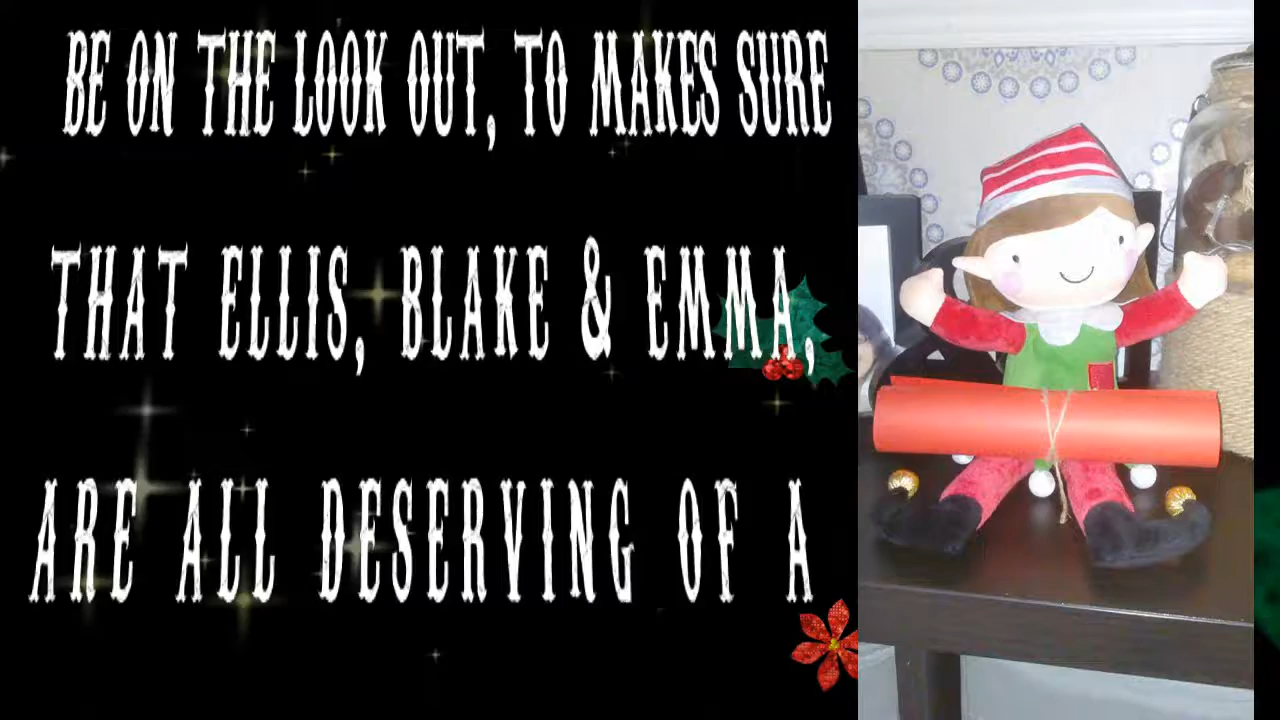 BE ON THE LOOK OUT, TO MAKES SURE
THAT ELLIS, BLAKE & EMMA,
ARE ALL DESERVING OF A